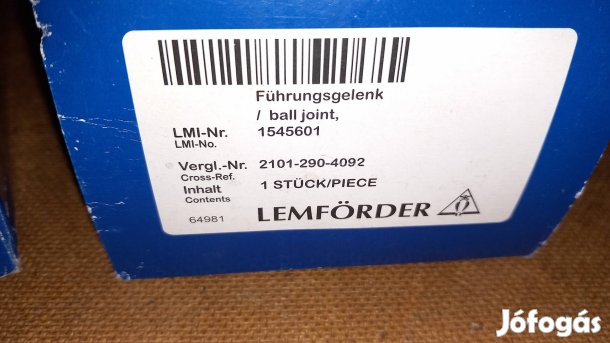 Führungsgelenk
/ ball joint,
LMI-Nr. 1545601
LMI-No.
Vergl.-Nr. 2101-290-4092
Cross-Ref.
Inhalt 1 STÜCK/PIECE
Contents
64981 LEMFÖRDER
Jófogás